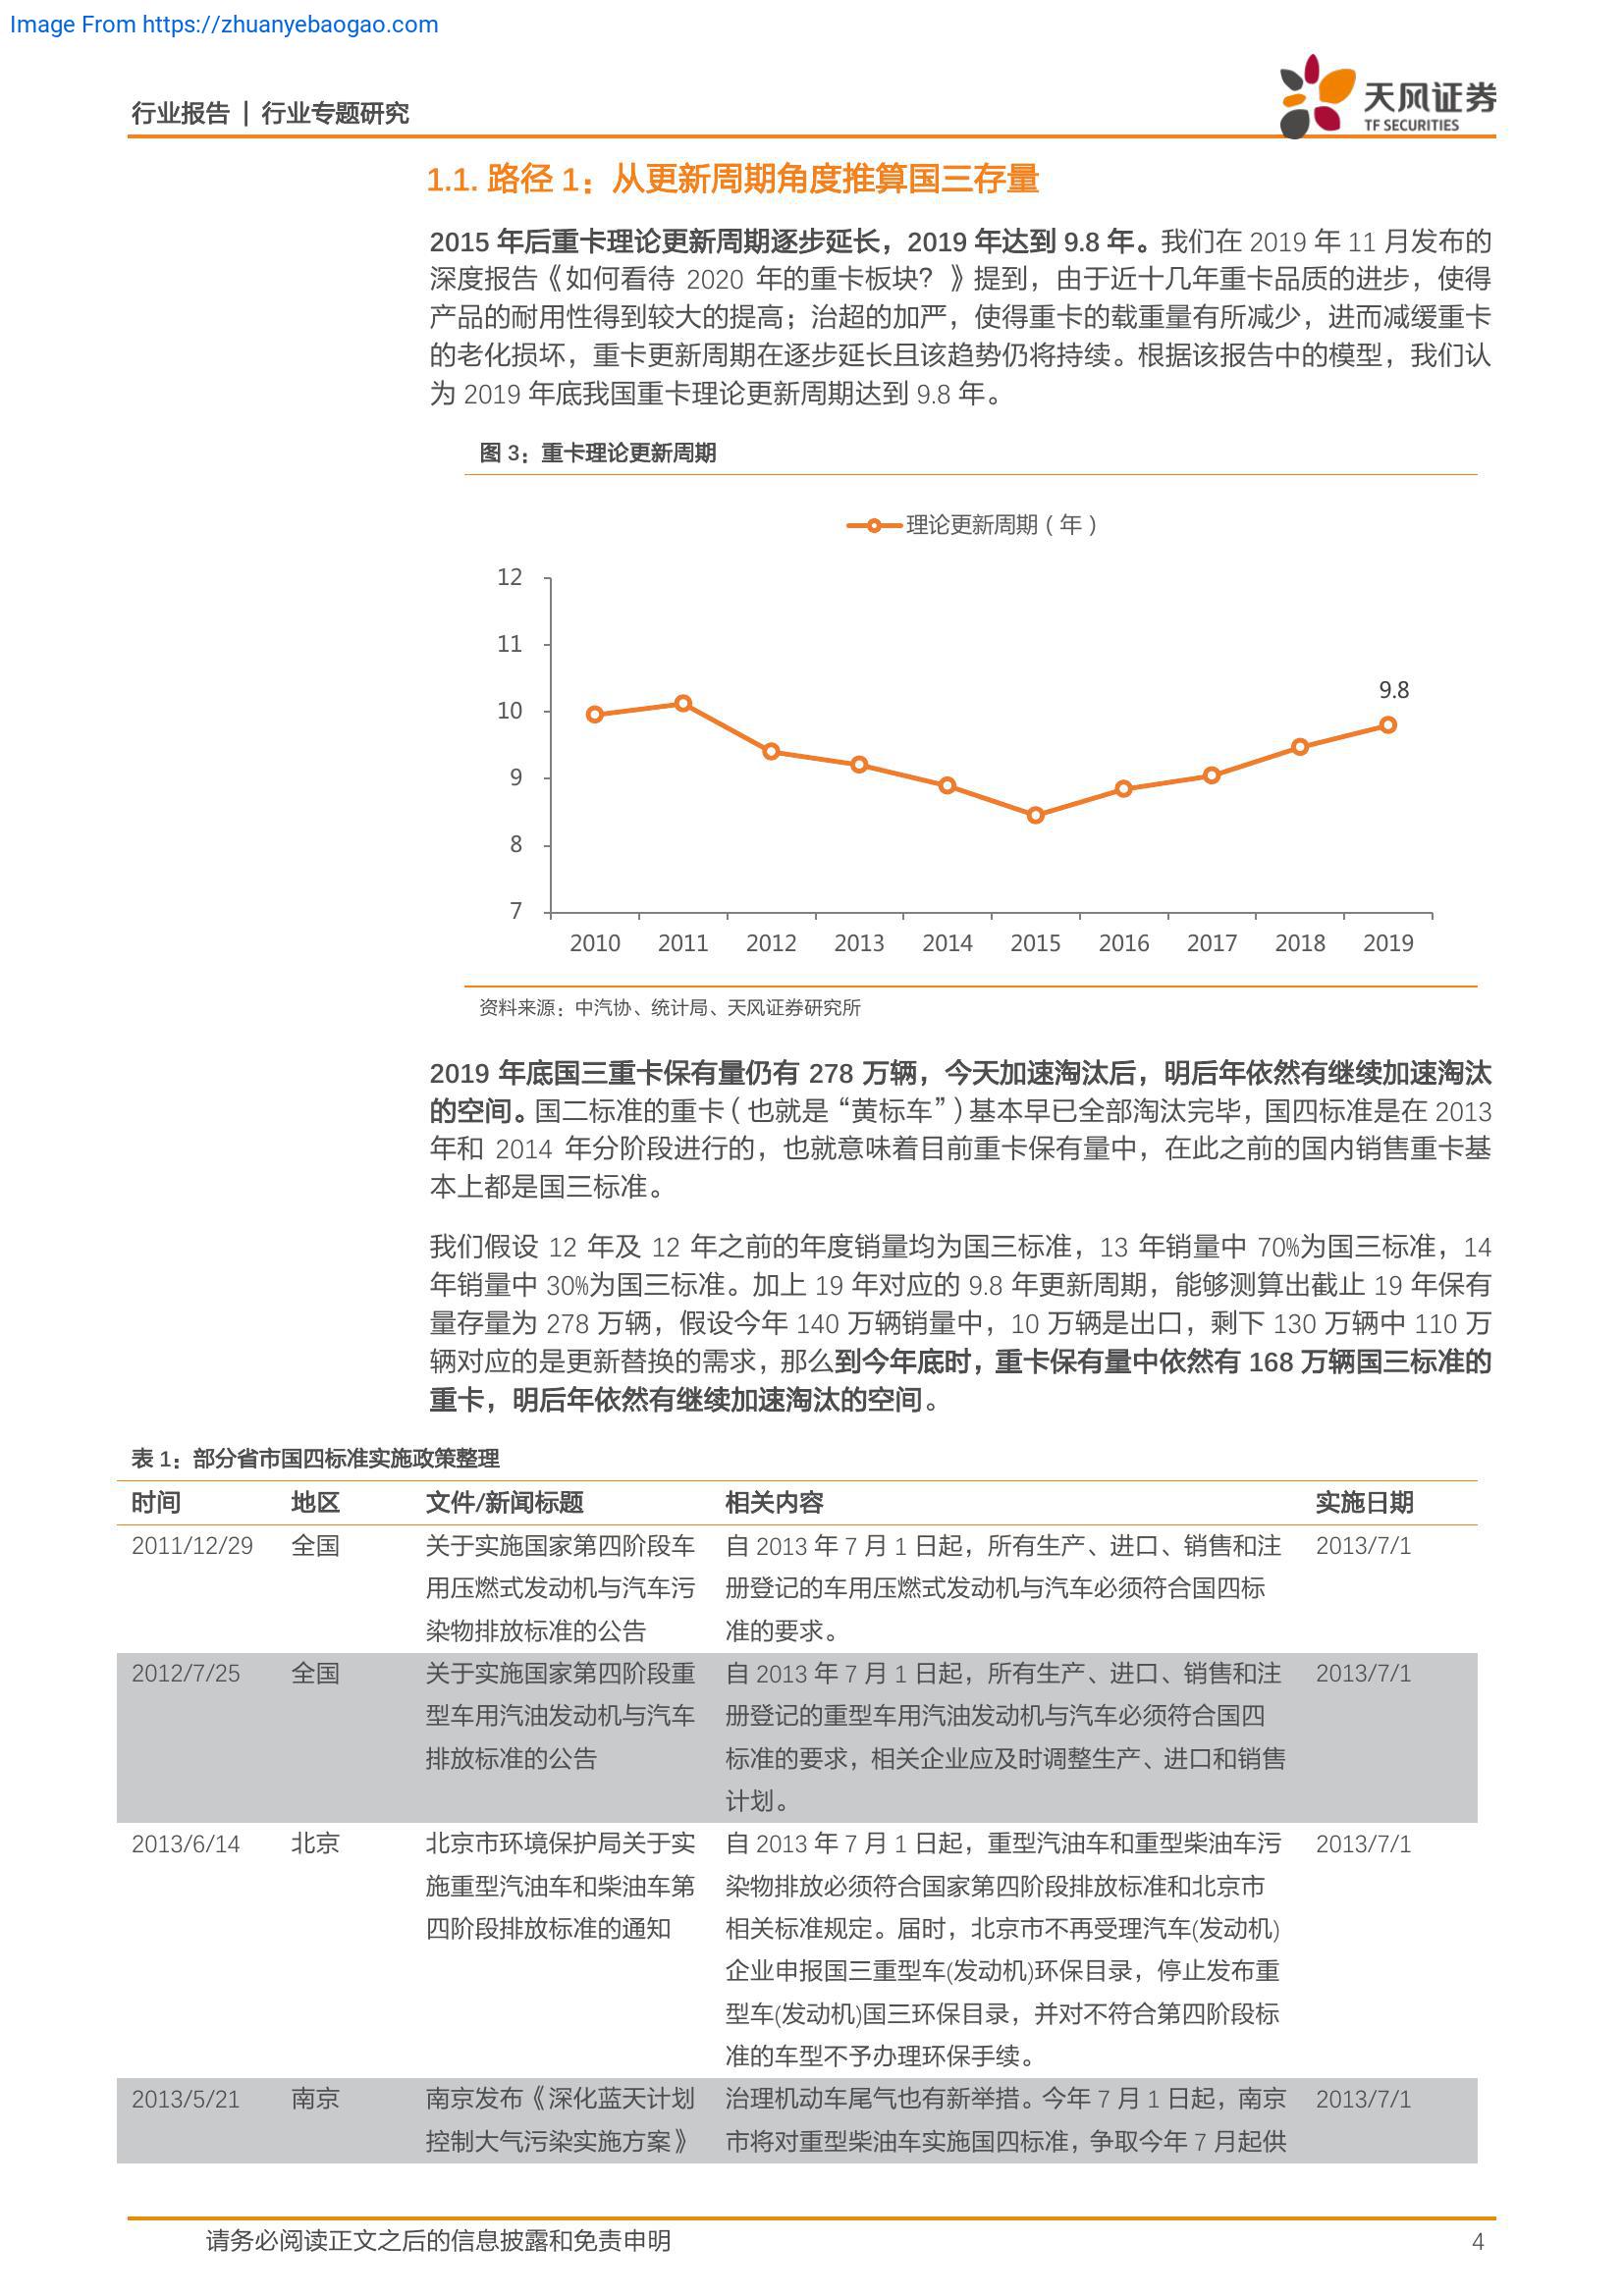 Image From https://zhuanyebaogao.com
行业报告 | 行业专题研究
天风证券
TF SECURITIES
1.1. 路径 1：从更新周期角度推算国三存量
2015 年后重卡理论更新周期逐步延长，2019 年达到 9.8 年。我们在 2019 年 11 月发布的
深度报告《如何看待 2020 年的重卡板块？》提到，由于近十几年重卡品质的进步，使得
产品的耐用性得到较大的提高；治超的加严，使得重卡的载重量有所减少，进而减缓重卡
的老化损坏，重卡更新周期在逐步延长且该趋势仍将持续。根据该报告中的模型，我们认
为 2019 年底我国重卡理论更新周期达到 9.8 年。
图 3：重卡理论更新周期
理论更新周期（年）
12
11
10
9
8
7
9.8
2010 2011 2012 2013 2014 2015 2016 2017 2018 2019
资料来源：中汽协、统计局、天风证券研究所
2019 年底国三重卡保有量仍有 278 万辆，今天加速淘汰后，明后年依然有继续加速淘汰
的空间。国二标准的重卡（也就是“黄标车”）基本早已全部淘汰完毕，国四标准是在 2013
年和 2014 年分阶段进行的，也就意味着目前重卡保有量中，在此之前的国内销售重卡基
本上都是国三标准。
我们假设 12 年及 12 年之前的年度销量均为国三标准，13 年销量中 70%为国三标准，14
年销量中 30%为国三标准。加上 19 年对应的 9.8 年更新周期，能够测算出截止 19 年保有
量存量为 278 万辆，假设今年 140 万辆销量中，10 万辆是出口，剩下 130 万辆中 110 万
辆对应的是更新替换的需求，那么到今年底时，重卡保有量中依然有 168 万辆国三标准的
重卡，明后年依然有继续加速淘汰的空间。
表 1：部分省市国四标准实施政策整理
时间 地区 文件/新闻标题 相关内容 实施日期
2011/12/29 全国 关于实施国家第四阶段车 自 2013 年 7 月 1 日起，所有生产、进口、销售和注 2013/7/1
用压燃式发动机与汽车污 册登记的车用压燃式发动机与汽车必须符合国四标
染物排放标准的公告 准的要求。
2012/7/25 全国 关于实施国家第四阶段重 自 2013 年 7 月 1 日起，所有生产、进口、销售和注 2013/7/1
型车用汽油发动机与汽车 册登记的重型车用汽油发动机与汽车必须符合国四
排放标准的公告 标准的要求，相关企业应及时调整生产、进口和销售
计划。
2013/6/14 北京 北京市环境保护局关于实 自 2013 年 7 月 1 日起，重型汽油车和重型柴油车污 2013/7/1
施重型汽油车和柴油车第 染物排放必须符合国家第四阶段排放标准和北京市
四阶段排放标准的通知 相关标准规定。届时，北京市不再受理汽车(发动机)
企业申报国三重型车(发动机)环保目录，停止发布重
型车(发动机)国三环保目录，并对不符合第四阶段标
准的车型不予办理环保手续。
2013/5/21 南京 南京发布《深化蓝天计划 治理机动车尾气也有新举措。今年 7 月 1 日起，南京 2013/7/1
控制大气污染实施方案》 市将对重型柴油车实施国四标准，争取今年 7 月起供
请务必阅读正文之后的信息披露和免责申明 4